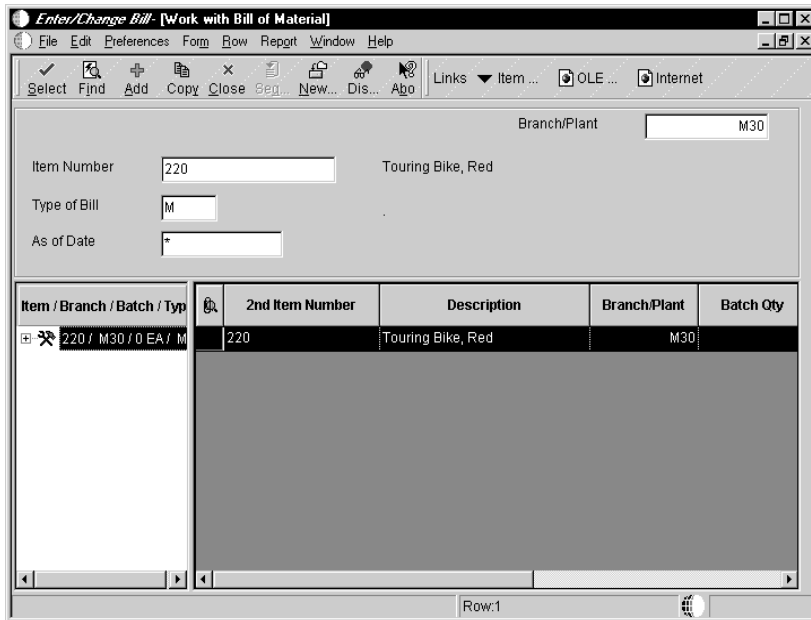 Enter/Change Bill - [Work with Bill of Material]
File Edit Preferences Form Row Report Window Help
Select Find Add Copy Close Seq... New... Dis... Abo Links Item ... OLE ... Internet
Branch/Plant M30
Item Number 220 Touring Bike, Red
Type of Bill M .
As of Date *
Item / Branch / Batch / Typ 2nd Item Number Description Branch/Plant Batch Qty
220 / M30 / 0 EA / M 220 Touring Bike, Red M30
Row:1